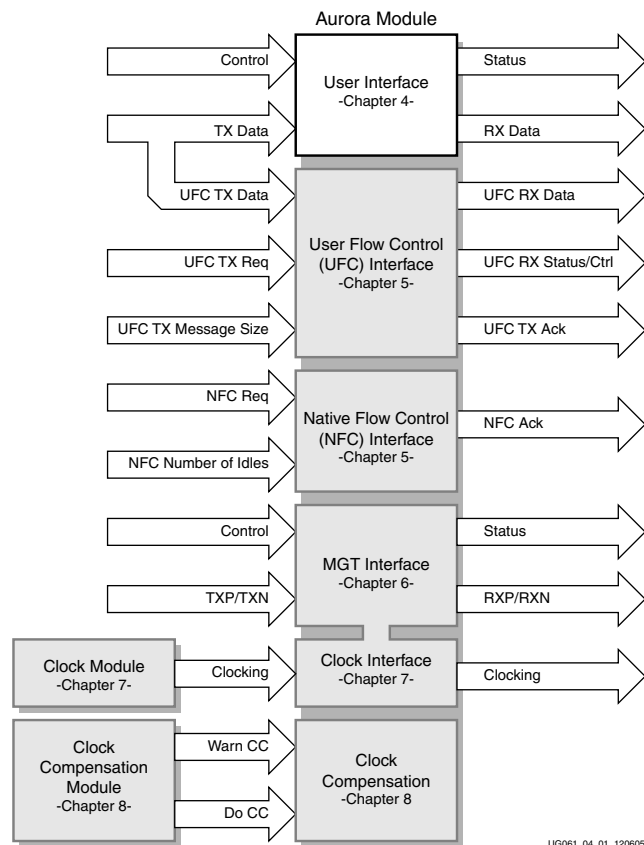 Aurora Module
Control
User Interface
-Chapter 4-
Status
TX Data
RX Data
UFC TX Data
UFC RX Data
UFC TX Req
User Flow Control
(UFC) Interface
-Chapter 5-
UFC RX Status/Ctrl
UFC TX Message Size
UFC TX Ack
NFC Req
Native Flow Control
(NFC) Interface
-Chapter 5-
NFC Ack
NFC Number of Idles
Control
MGT Interface
-Chapter 6-
Status
TXP/TXN
RXP/RXN
Clock Module
-Chapter 7-
Clocking
Clock Interface
-Chapter 7-
Clocking
Clock
Compensation
Module
-Chapter 8-
Warn CC
Do CC
Clock
Compensation
-Chapter 8
UG061_04_01_120605